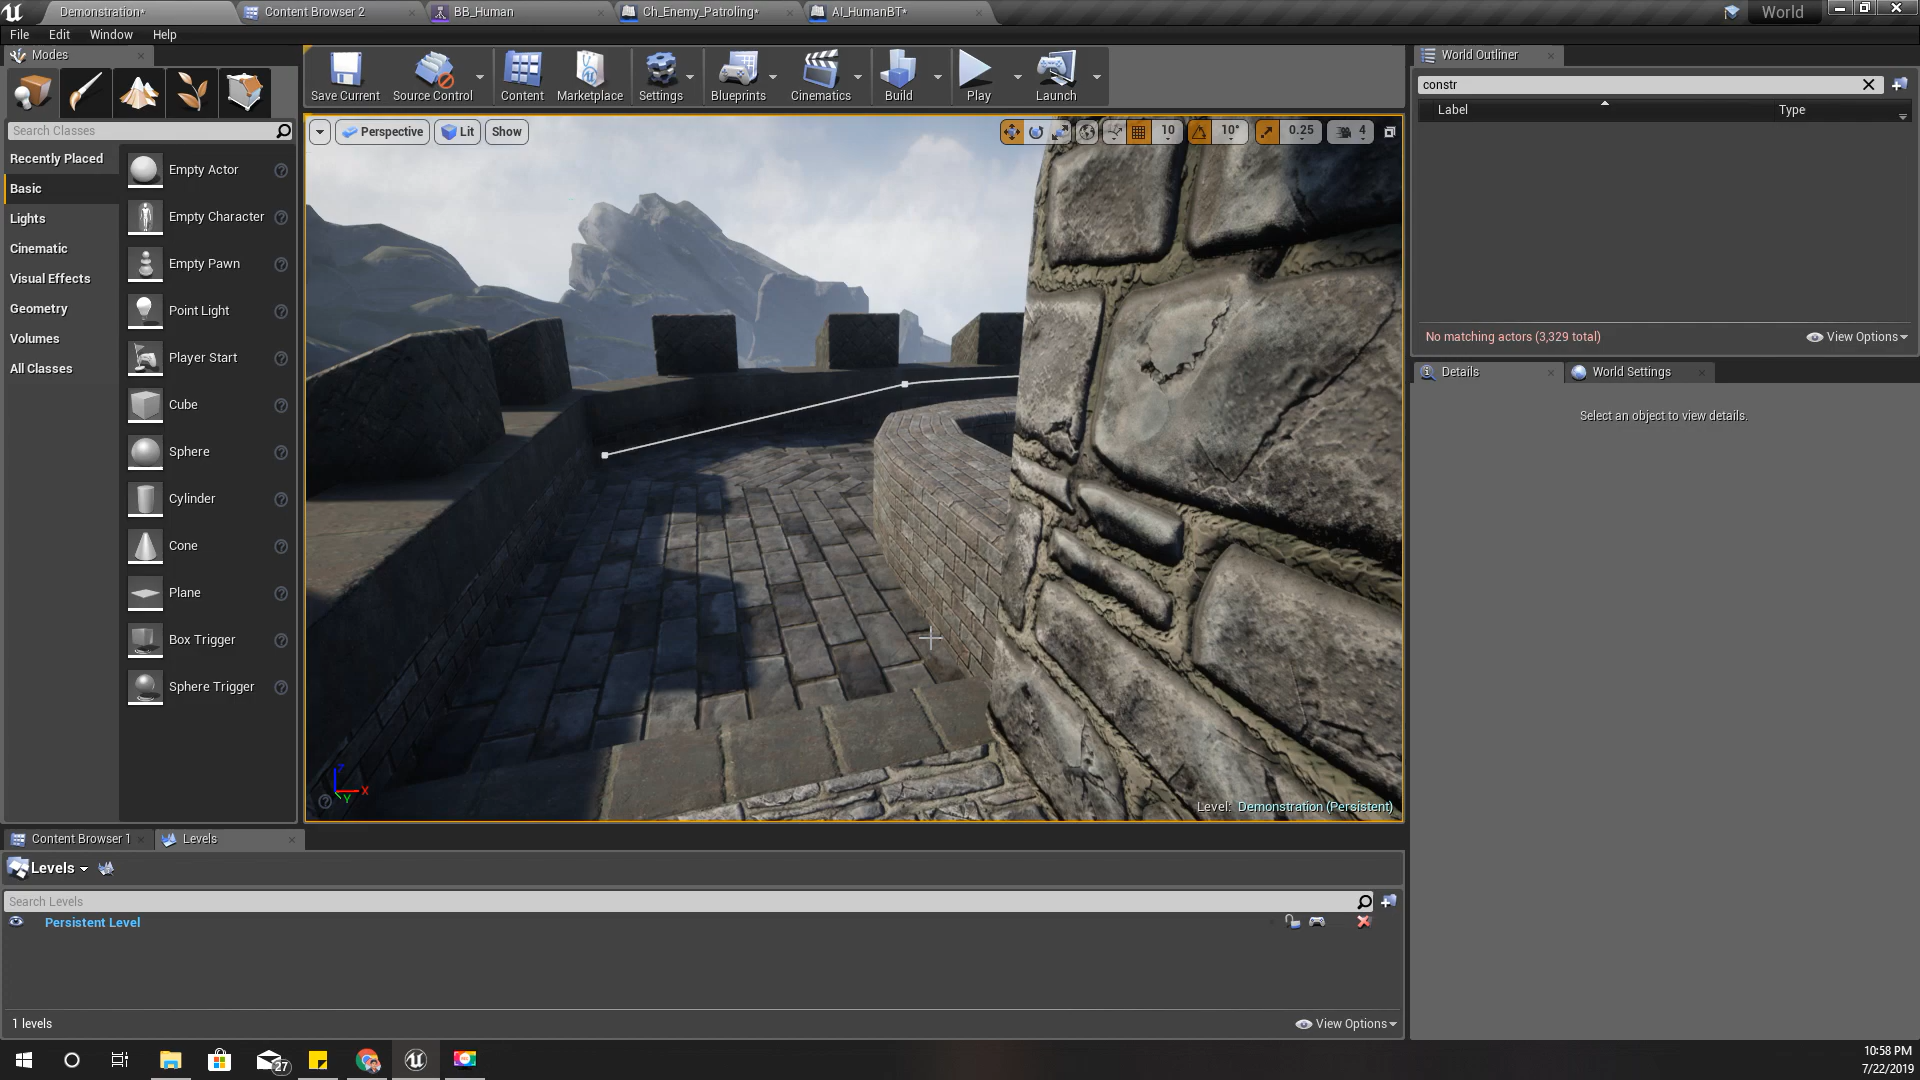 Demonstration*
Content Browser 2
BB_Human
Ch_Enemy_Patroling*
AI_HumanBT*
World
File
Edit
Window
Help
Modes
Search Classes
Recently Placed
Basic
Lights
Cinematic
Visual Effects
Geometry
Volumes
All Classes
Empty Actor
Empty Character
Empty Pawn
Point Light
Player Start
Cube
Sphere
Cylinder
Cone
Plane
Box Trigger
Sphere Trigger
Save Current
Source Control
Content
Marketplace
Settings
Blueprints
Cinematics
Build
Play
Launch
Perspective
Lit
Show
10
10°
0.25
4
Z
X
Y
Level: Demonstration (Persistent)
World Outliner
constr
Label
Type
No matching actors (3,329 total)
View Options
Details
World Settings
Select an object to view details.
Content Browser 1
Levels
Levels
Search Levels
Persistent Level
1 levels
View Options
27
10:58 PM
7/22/2019